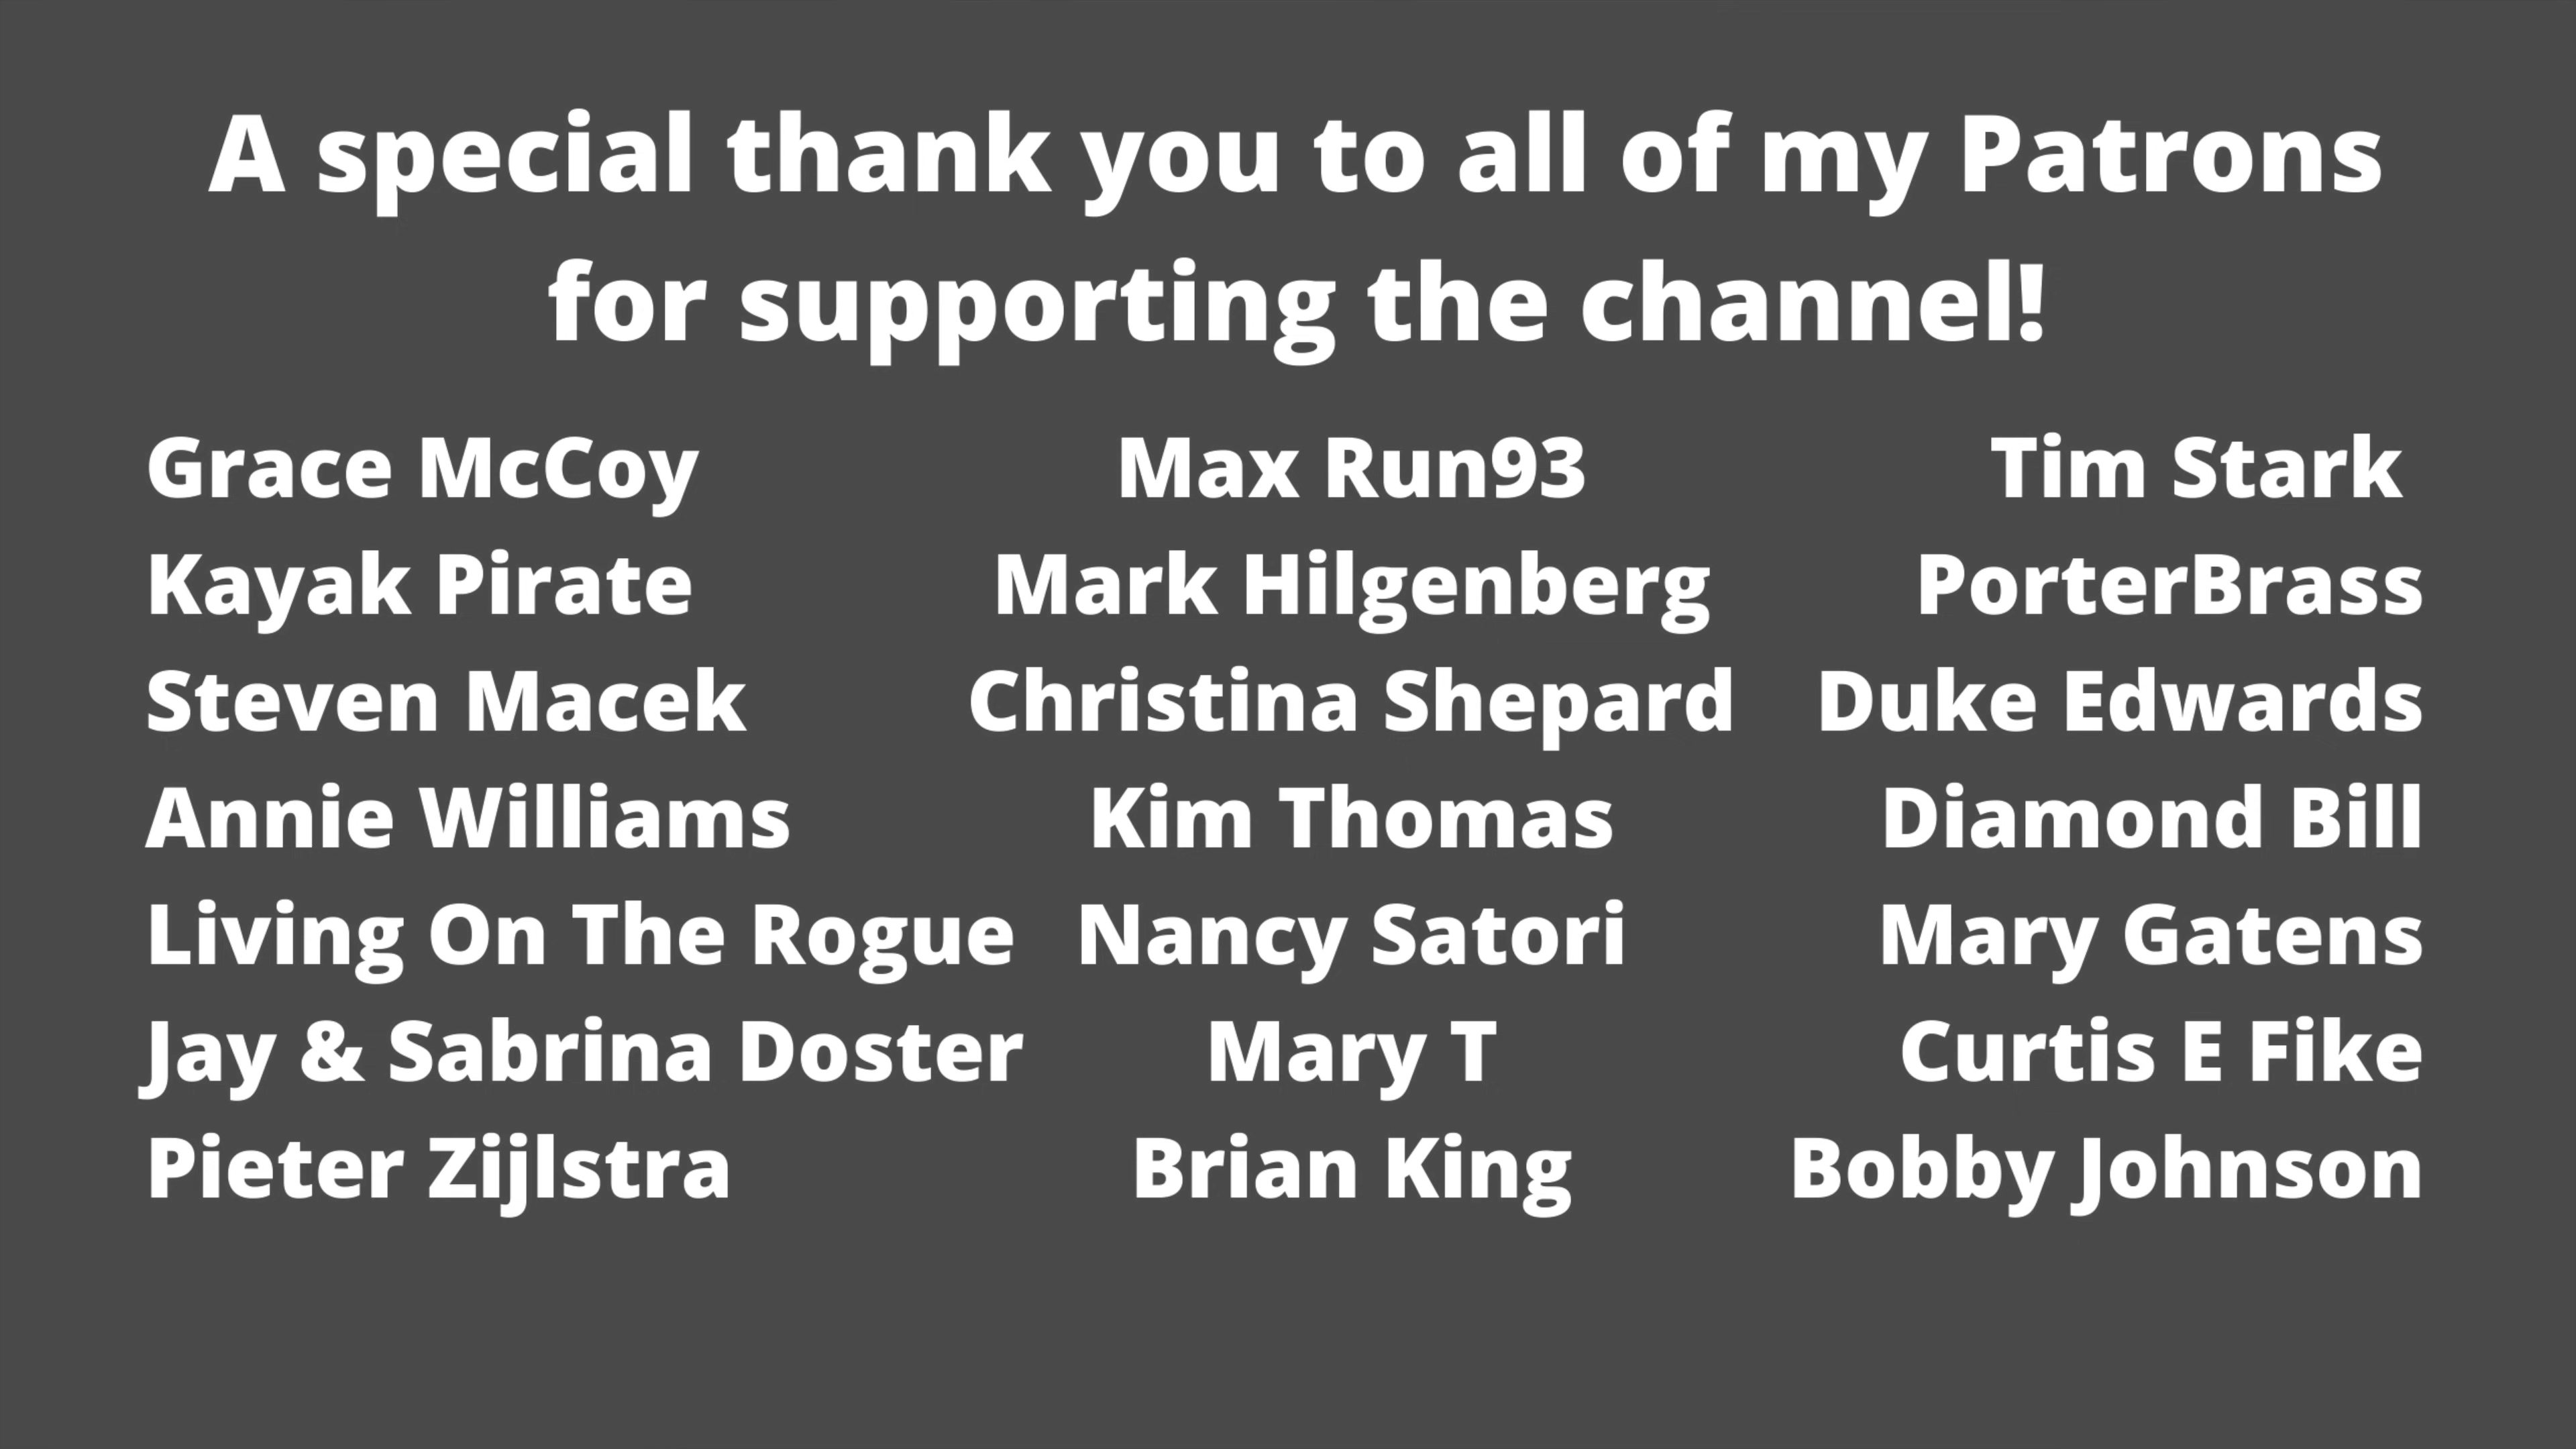 A special thank you to all of my Patrons
for supporting the channel!
Grace McCoy
Kayak Pirate
Steven Macek
Annie Williams
Living On The Rogue
Jay & Sabrina Doster
Pieter Zijlstra
Max Run93
Mark Hilgenberg
Christina Shepard
Kim Thomas
Nancy Satori
Mary T
Brian King
Tim Stark
PorterBrass
Duke Edwards
Diamond Bill
Mary Gatens
Curtis E Fike
Bobby Johnson